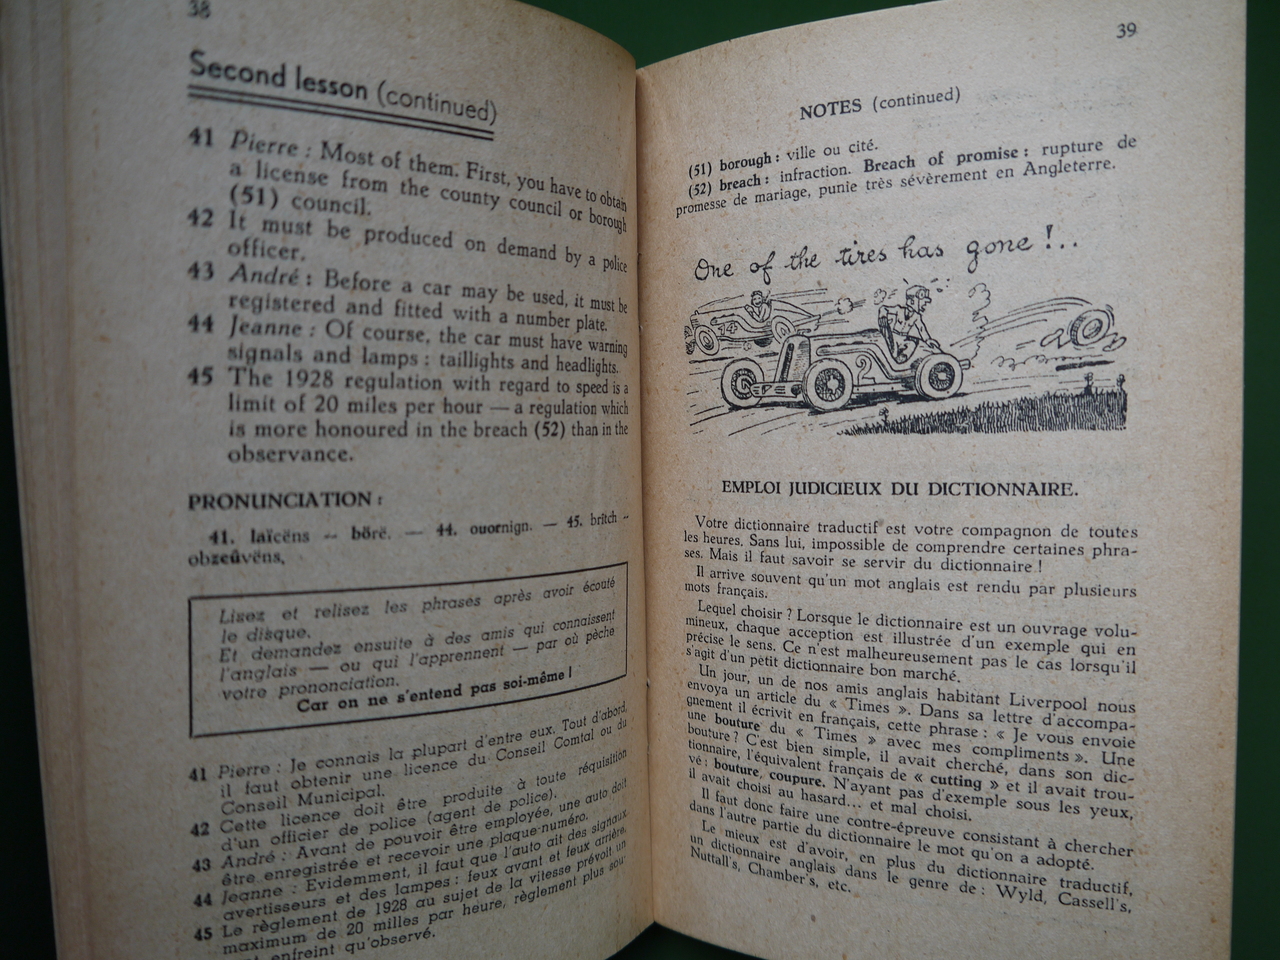 38
Second lesson (continued)
41 Pierre : Most of them. First, you have to obtain
a license from the county council or borough
(51) council.
42 It must be produced on demand by a police
officer.
43 André : Before a car may be used, it must be
registered and fitted with a number plate.
44 Jeanne : Of course, the car must have warning
signals and lamps : taillights and headlights.
45 The 1928 regulation with regard to speed is a
limit of 20 miles per hour — a regulation which
is more honoured in the breach (52) than in the
observance.
PRONUNCIATION :
41. laïcëns -- börë. — 44. ouornign. — 45. britch --
obzeûvëns.
Lisez et relisez les phrases après avoir écouté
le disque.
Et demandez ensuite à des amis qui connaissent
l'anglais — ou qui l'apprennent — par où pèche
votre prononciation.
Car on ne s'entend pas soi-même !
41 Pierre : Je connais la plupart d'entre eux. Tout d'abord,
il faut obtenir une licence du Conseil Comtal ou du
Conseil Municipal.
42 Cette licence doit être produite à toute réquisition
d'un officier de police (agent de police).
43 André : Avant de pouvoir être employée, une auto doit
être enregistrée et recevoir une plaque-numéro.
44 Jeanne : Evidemment, il faut que l'auto ait des signaux
avertisseurs et des lampes : feux avant et feux arrière.
45 Le règlement de 1928 au sujet de la vitesse prévoit un
maximum de 20 milles par heure, règlement plus sou-
enfreint qu'observé.
39
NOTES (continued)
(51) borough : ville ou cité.
(52) breach : infraction. Breach of promise : rupture de
promesse de mariage, punie très sévèrement en Angleterre.
One of the tires has gone !..
14
2
EMPLOI JUDICIEUX DU DICTIONNAIRE.
Votre dictionnaire traductif est votre compagnon de toutes
les heures. Sans lui, impossible de comprendre certaines phra-
ses. Mais il faut savoir se servir du dictionnaire !
Il arrive souvent qu'un mot anglais est rendu par plusieurs
mots français.
Lequel choisir ? Lorsque le dictionnaire est un ouvrage volu-
mineux, chaque acception est illustrée d'un exemple qui en
précise le sens. Ce n'est malheureusement pas le cas lorsqu'il
s'agit d'un petit dictionnaire bon marché.
Un jour, un de nos amis anglais habitant Liverpool nous
envoya un article du « Times ». Dans sa lettre d'accompa-
gnement il écrivit en français, cette phrase : « Je vous envoie
une bouture du « Times » avec mes compliments ». Une
bouture ? C'est bien simple, il avait cherché, dans son dic-
tionnaire, l'équivalent français de « cutting » et il avait trou-
vé : bouture, coupure. N'ayant pas d'exemple sous les yeux,
il avait choisi au hasard... et mal choisi.
Il faut donc faire une contre-épreuve consistant à chercher
dans l'autre partie du dictionnaire le mot qu'on a adopté.
Le mieux est d'avoir, en plus du dictionnaire traductif,
un dictionnaire anglais dans le genre de : Wyld, Cassell's,
Nuttall's, Chamber's, etc.